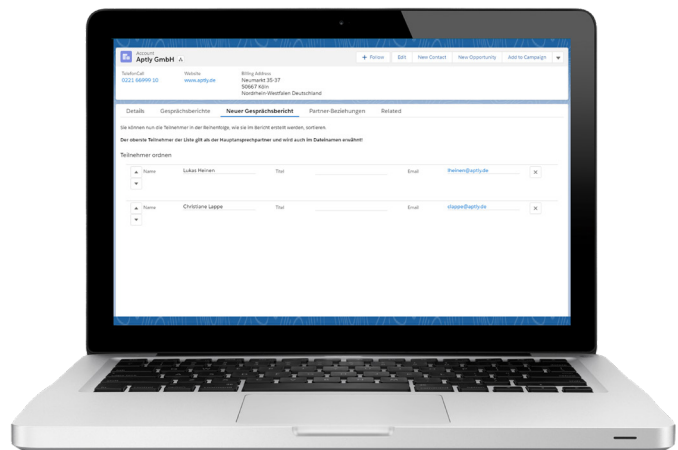 Account
Aptly GmbH
+ Follow Edit New Contact New Opportunity Add to Campaign
Telefon Call Website Billing Address
0221 66999 10 www.aptly.de Neumarkt 35-37
50667 Köln
Nordrhein-Westfalen Deutschland
Details Gesprächsberichte Neuer Gesprächsbericht Partner-Beziehungen Related
Sie können nun die Teilnehmer in der Reihenfolge, wie sie im Bericht erstellt werden, sortieren.
Der oberste Teilnehmer der Liste gilt als der Hauptansprechpartner und wird auch im Dateinamen erwähnt!
Teilnehmer ordnen
Name Lukas Heinen Titel Email lheinen@aptly.de
Name Christiane Lappe Titel Email clappe@aptly.de